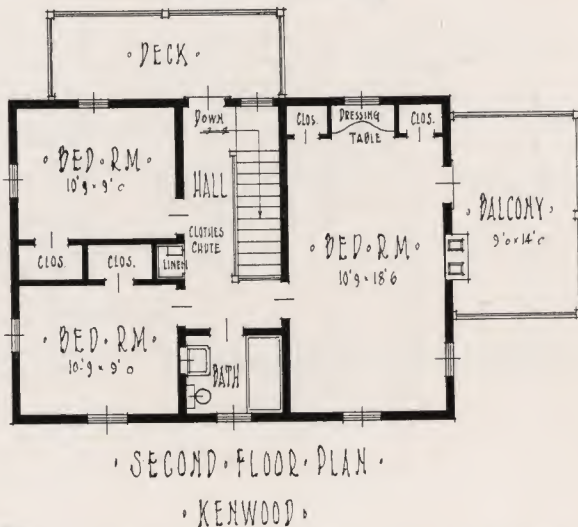 · DECK ·
DOWN
CLOS.
DRESSING
TABLE
CLOS.
· BED · RM.
10'9 × 9'0
HALL
CLOTHES
CHUTE
· BED · RM ·
10'9 × 18'6
· BALCONY ·
9'0 × 14'0
CLOS.
CLOS.
LINEN
· BED · RM.
10'9 × 9'0
BATH
· SECOND · FLOOR · PLAN ·
· KENWOOD ·